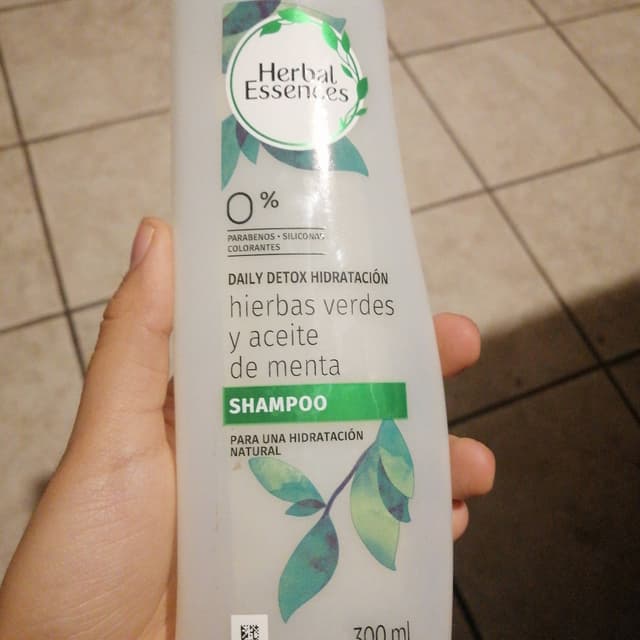 Herbal
Essences
0%
PARABENOS • SILICONAS
COLORANTES
DAILY DETOX HIDRATACIÓN
hierbas verdes
y aceite
de menta
SHAMPOO
PARA UNA HIDRATACIÓN
NATURAL
300 ml